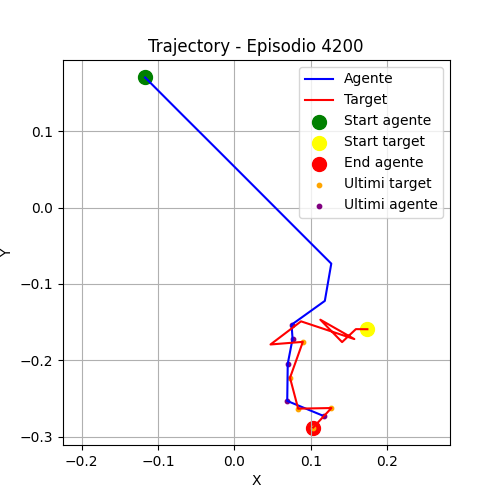 Trajectory - Episodio 4200
Agente
Target
Start agente
Start target
End agente
Ultimi target
Ultimi agente
0.1
0.0
−0.1
−0.2
−0.3
Y
−0.2
−0.1
0.0
0.1
0.2
X